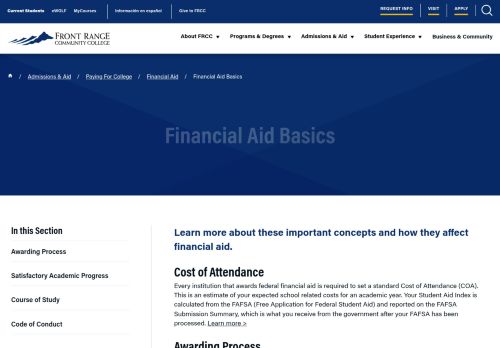 Current Students eWOLF MyCourses Información en español Give to FRCC REQUEST INFO VISIT APPLY
FRONT RANGE
COMMUNITY COLLEGE
About FRCC Programs & Degrees Admissions & Aid Student Experience Business & Community
/ Admissions & Aid / Paying For College / Financial Aid / Financial Aid Basics
Financial Aid Basics
In this Section
Awarding Process
Satisfactory Academic Progress
Course of Study
Code of Conduct
Learn more about these important concepts and how they affect
financial aid.
Cost of Attendance
Every institution that awards federal financial aid is required to set a standard Cost of Attendance (COA).
This is an estimate of your expected school related costs for an academic year. Your Student Aid Index is
calculated from the FAFSA (Free Application for Federal Student Aid) and reported on the FAFSA
Submission Summary, which is what you receive from the government after your FAFSA has been
processed. Learn more >
Awarding Process